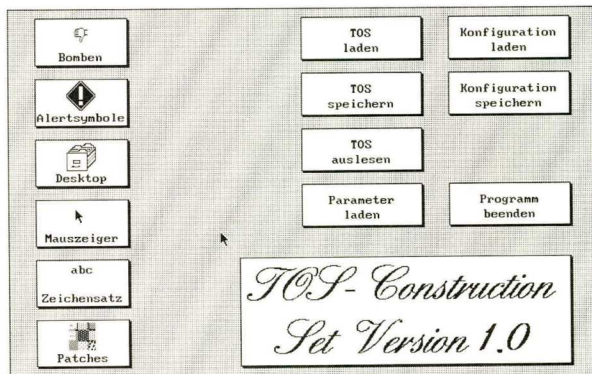 Bomben
Alertsymbole
Desktop
Mauszeiger
abc
Zeichensatz
Patches
TOS
laden
Konfiguration
laden
TOS
speichern
Konfiguration
speichern
TOS
auslesen
Parameter
laden
Programm
beenden
TOS - Construction
Set Version 1.0